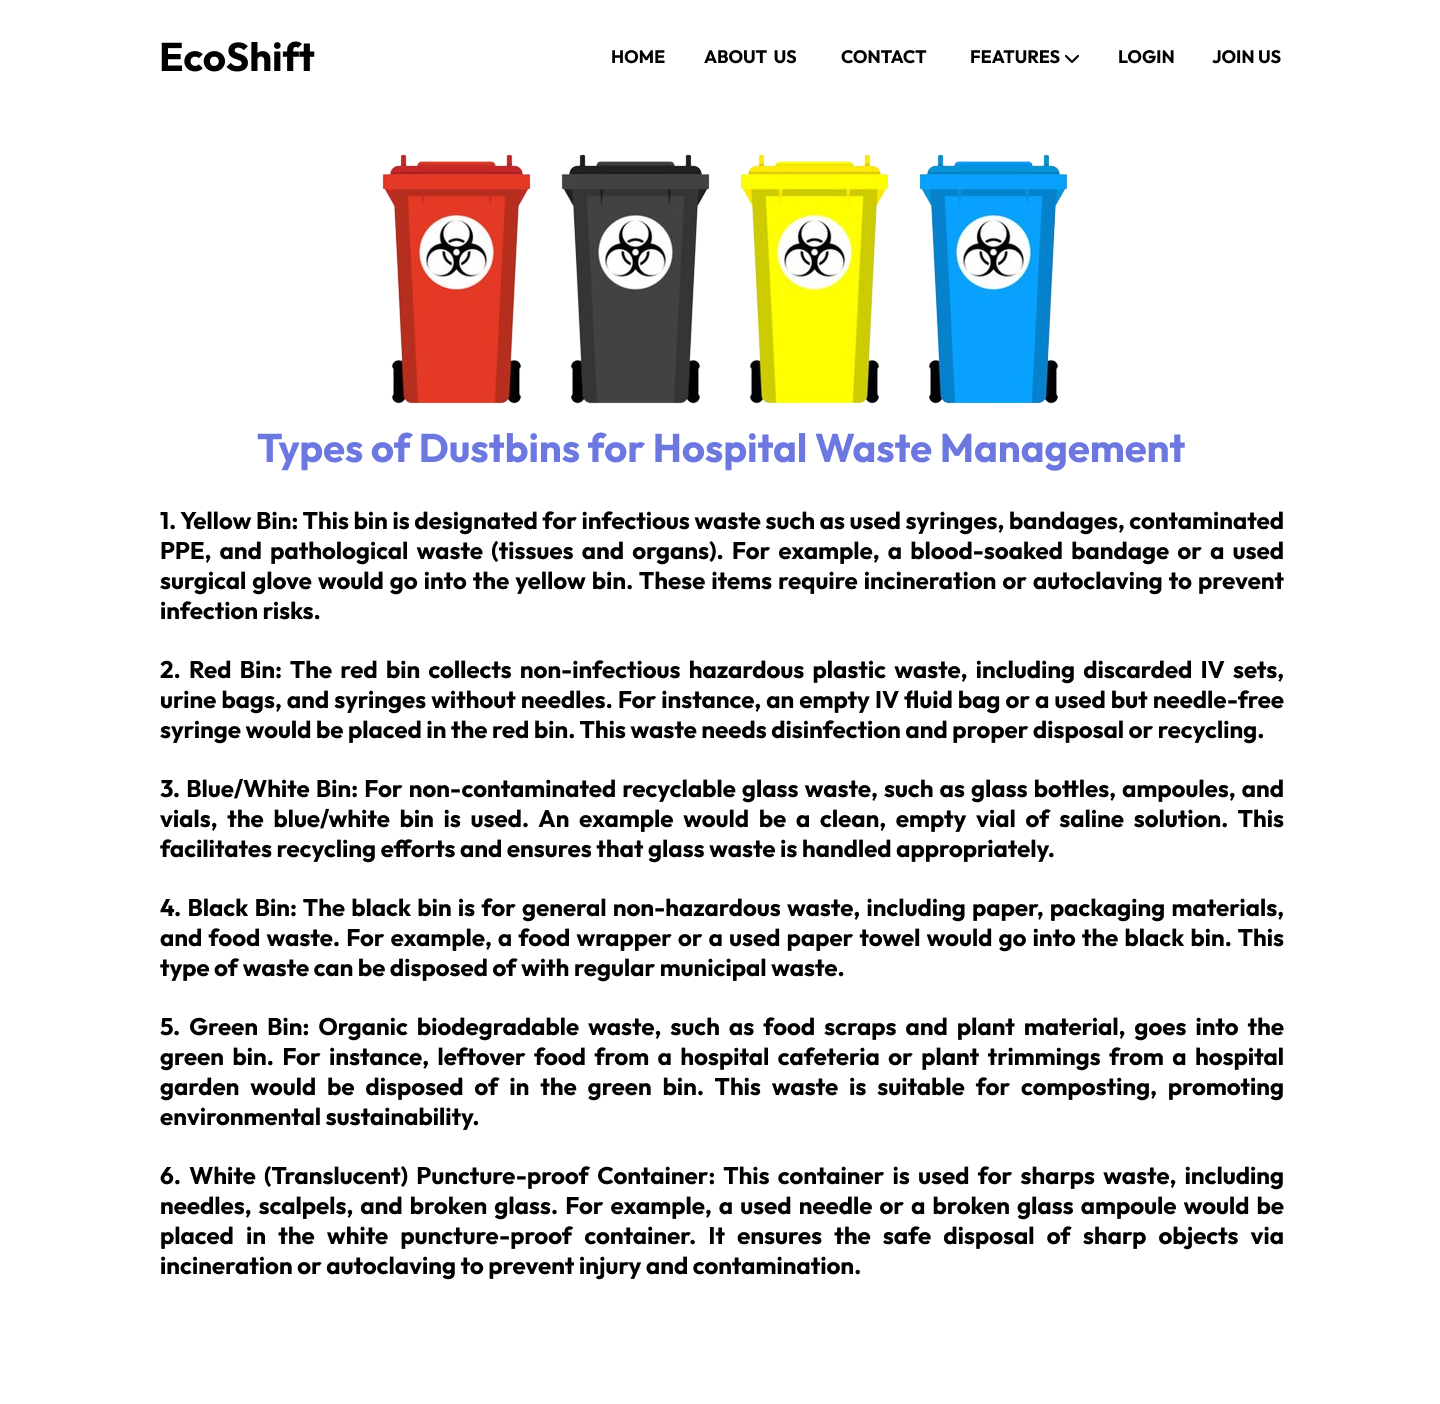 EcoShift
HOME ABOUT US CONTACT FEATURES LOGIN JOIN US
Types of Dustbins for Hospital Waste Management
1. Yellow Bin: This bin is designated for infectious waste such as used syringes, bandages, contaminated
PPE, and pathological waste (tissues and organs). For example, a blood-soaked bandage or a used
surgical glove would go into the yellow bin. These items require incineration or autoclaving to prevent
infection risks.
2. Red Bin: The red bin collects non-infectious hazardous plastic waste, including discarded IV sets,
urine bags, and syringes without needles. For instance, an empty IV fluid bag or a used but needle-free
syringe would be placed in the red bin. This waste needs disinfection and proper disposal or recycling.
3. Blue/White Bin: For non-contaminated recyclable glass waste, such as glass bottles, ampoules, and
vials, the blue/white bin is used. An example would be a clean, empty vial of saline solution. This
facilitates recycling efforts and ensures that glass waste is handled appropriately.
4. Black Bin: The black bin is for general non-hazardous waste, including paper, packaging materials,
and food waste. For example, a food wrapper or a used paper towel would go into the black bin. This
type of waste can be disposed of with regular municipal waste.
5. Green Bin: Organic biodegradable waste, such as food scraps and plant material, goes into the
green bin. For instance, leftover food from a hospital cafeteria or plant trimmings from a hospital
garden would be disposed of in the green bin. This waste is suitable for composting, promoting
environmental sustainability.
6. White (Translucent) Puncture-proof Container: This container is used for sharps waste, including
needles, scalpels, and broken glass. For example, a used needle or a broken glass ampoule would be
placed in the white puncture-proof container. It ensures the safe disposal of sharp objects via
incineration or autoclaving to prevent injury and contamination.